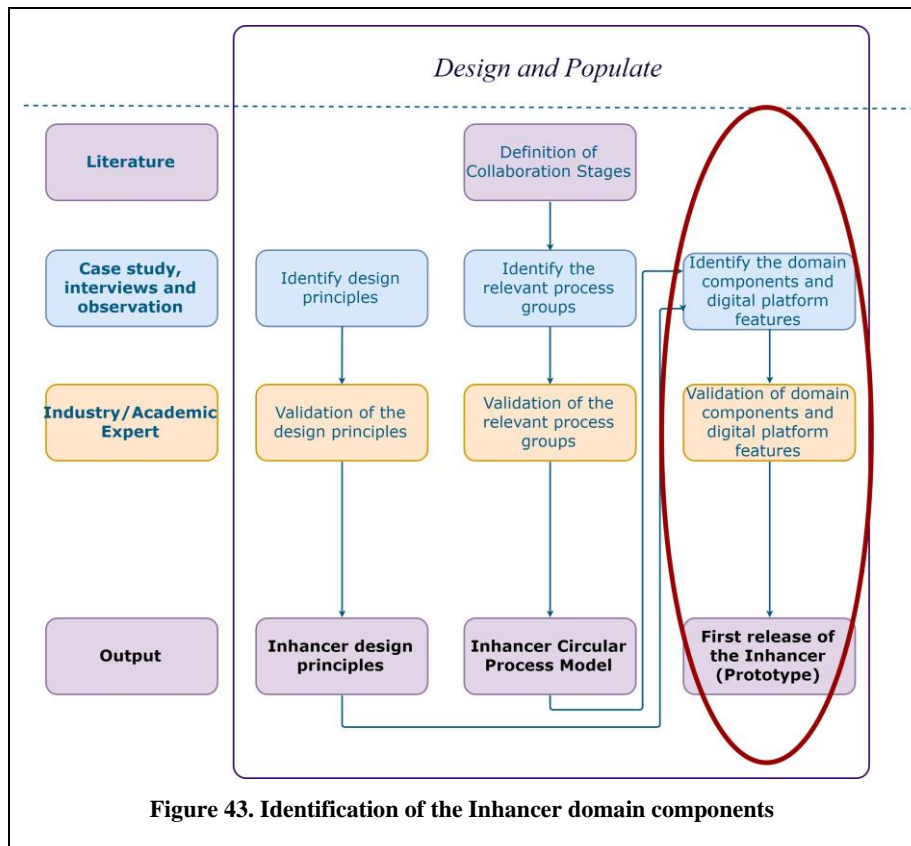 Design and Populate
Literature
Definition of
Collaboration Stages
Case study,
interviews and
observation
Identify design
principles
Identify the
relevant process
groups
Identify the domain
components and
digital platform
features
Industry/Academic
Expert
Validation of the
design principles
Validation of the
relevant process
groups
Validation of domain
components and
digital platform
features
Output
Inhancer design
principles
Inhancer Circular
Process Model
First release of
the Inhancer
(Prototype)
Figure 43. Identification of the Inhancer domain components